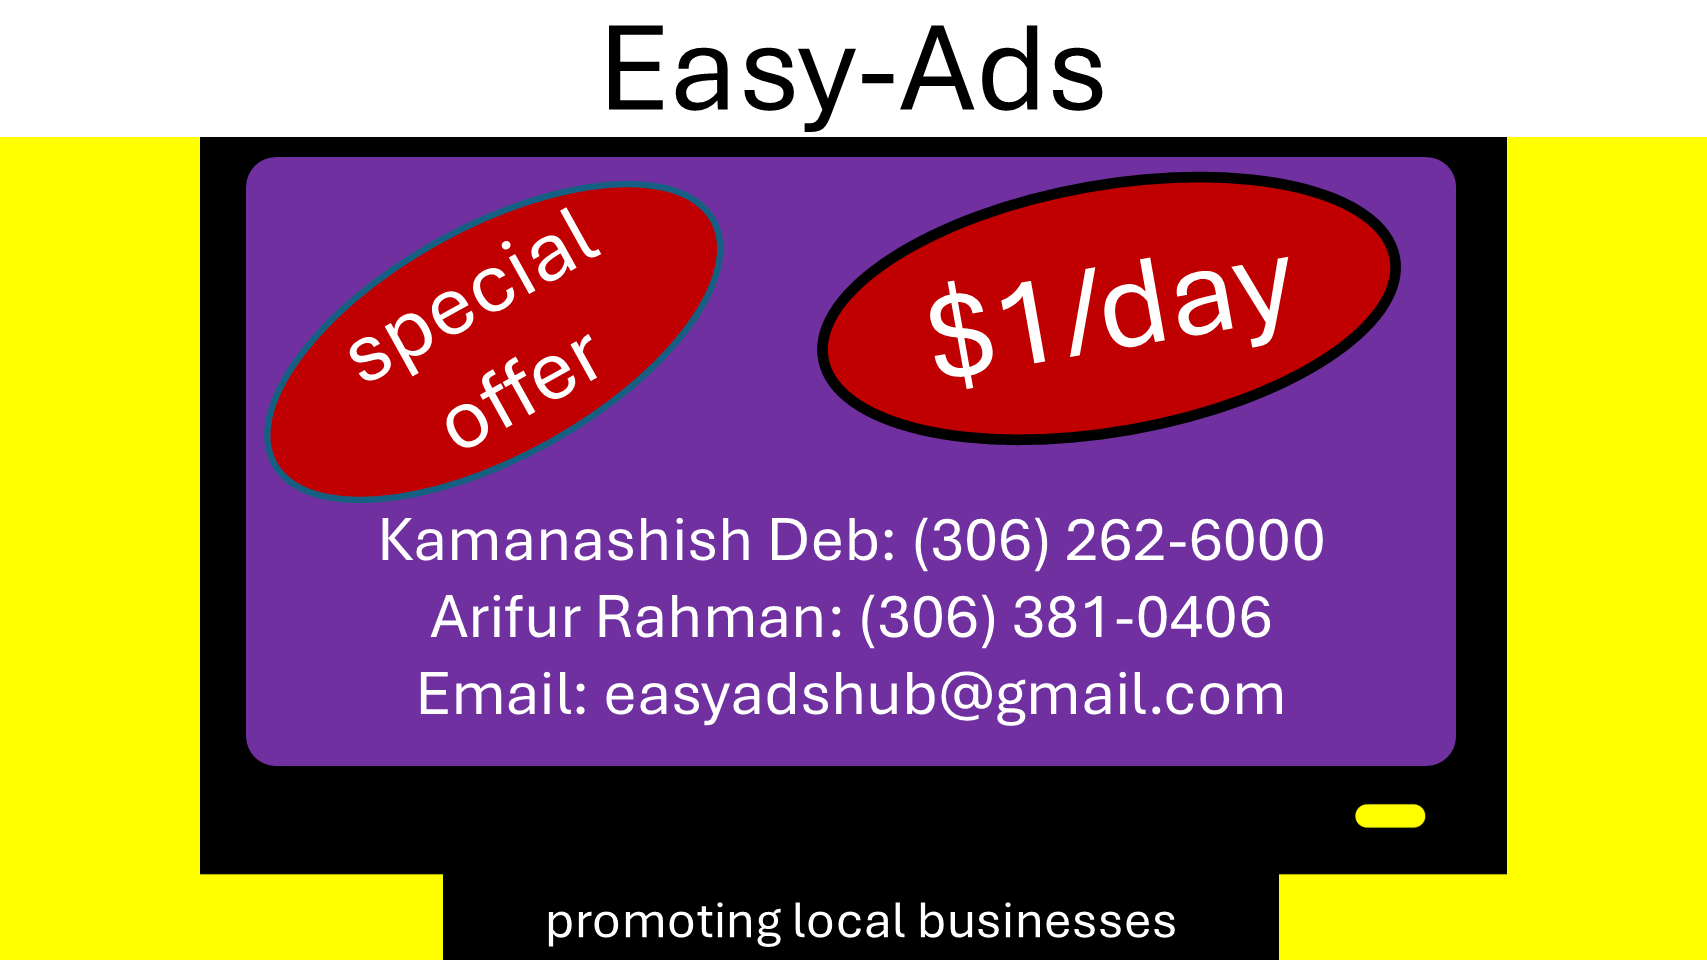 Easy-Ads
special
offer
$1/day
Kamanashish Deb: (306) 262-6000
Arifur Rahman: (306) 381-0406
Email: easyadshub@gmail.com
promoting local businesses